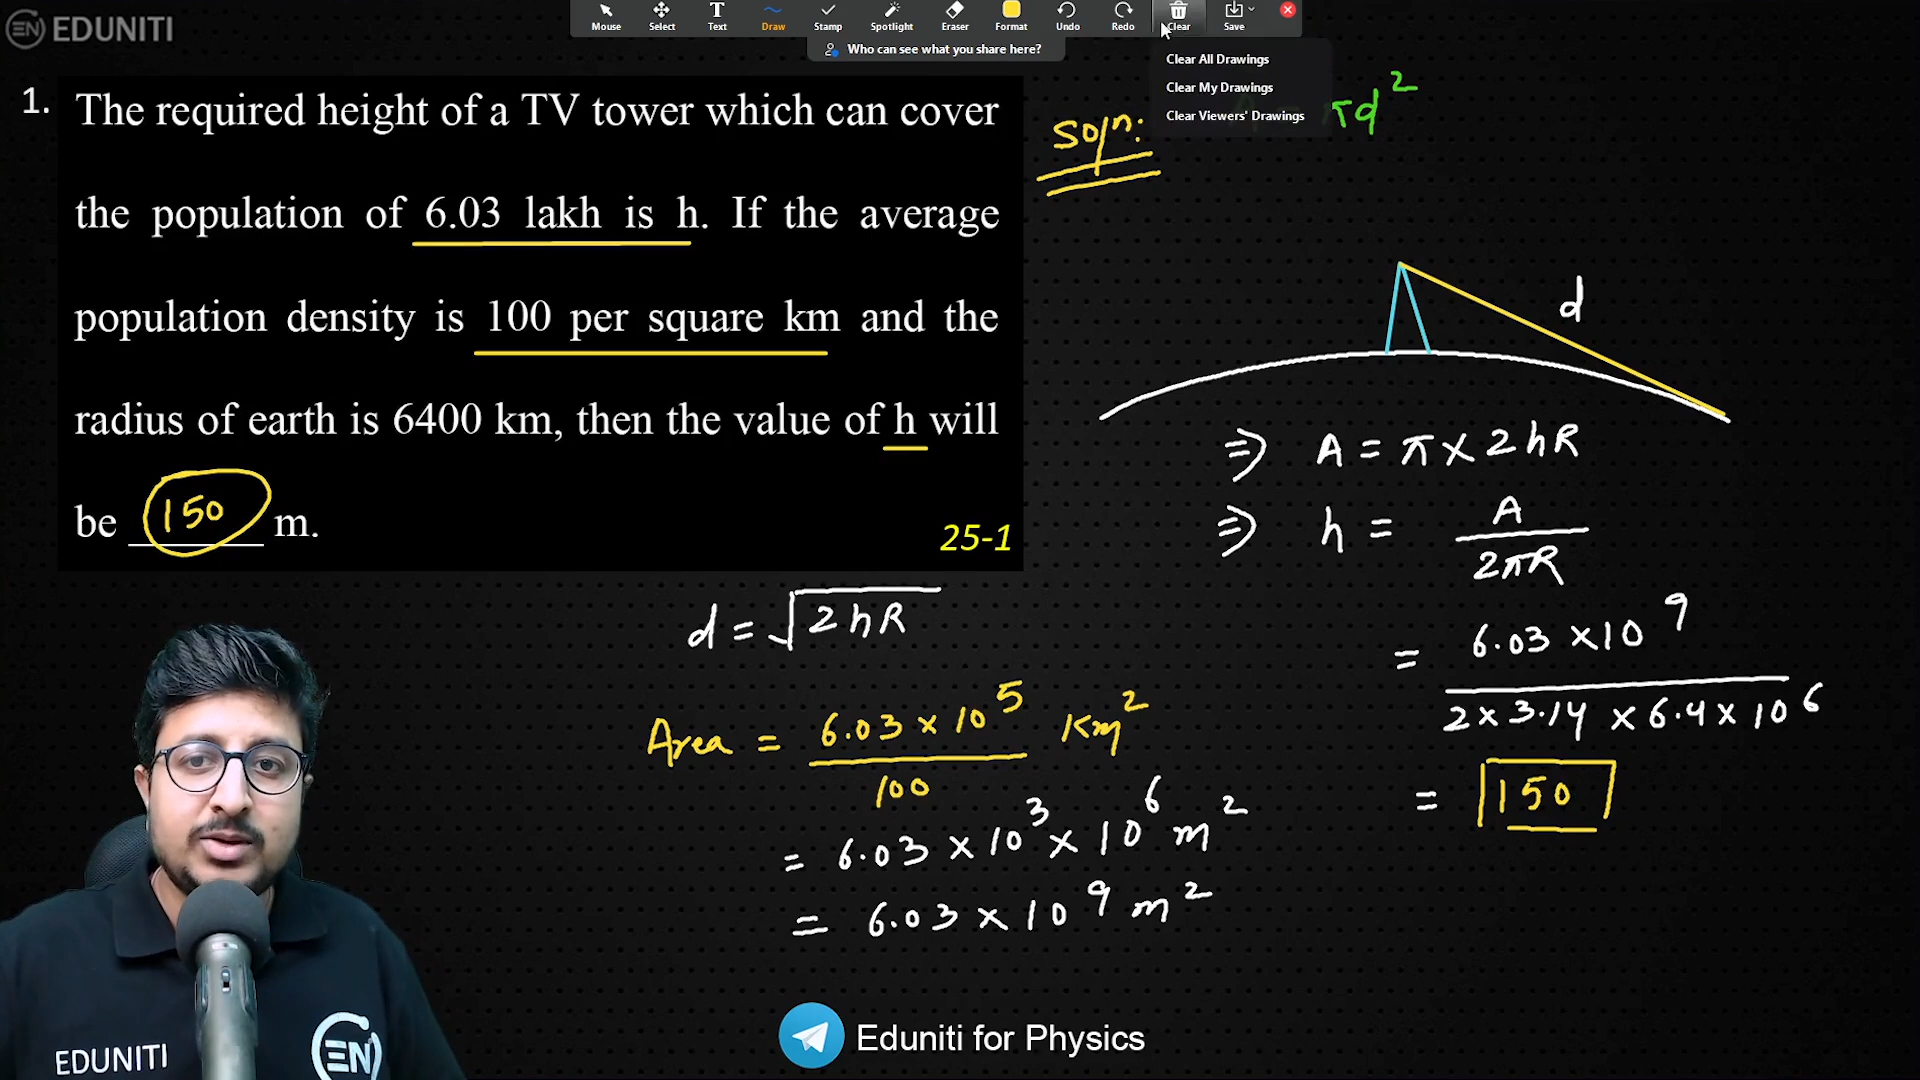 EDUNITI
Mouse Select Text Draw Stamp Spotlight Eraser Format Undo Redo Clear Save
Who can see what you share here?
Clear All Drawings
Clear My Drawings
Clear Viewers' Drawings
1. The required height of a TV tower which can cover
the population of 6.03 lakh is h. If the average
population density is 100 per square km and the
radius of earth is 6400 km, then the value of h will
be 150 m.
25-1
Soln:
πd²
d
⇒ A = π × 2hR
⇒ h = A / 2πR
= 6.03 × 10⁹ / 2 × 3.14 × 6.4 × 10⁶
= 150
d = √2hR
Area = 6.03 × 10⁵ / 100 Km²
= 6.03 × 10³ × 10⁶ m²
= 6.03 × 10⁹ m²
EDUNITI
EN
Eduniti for Physics